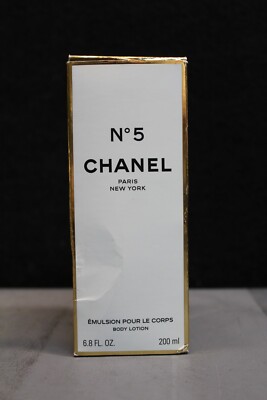 N°5
CHANEL
PARIS
NEW YORK
ÉMULSION POUR LE CORPS
BODY LOTION
6.8 FL. OZ. 200 ml